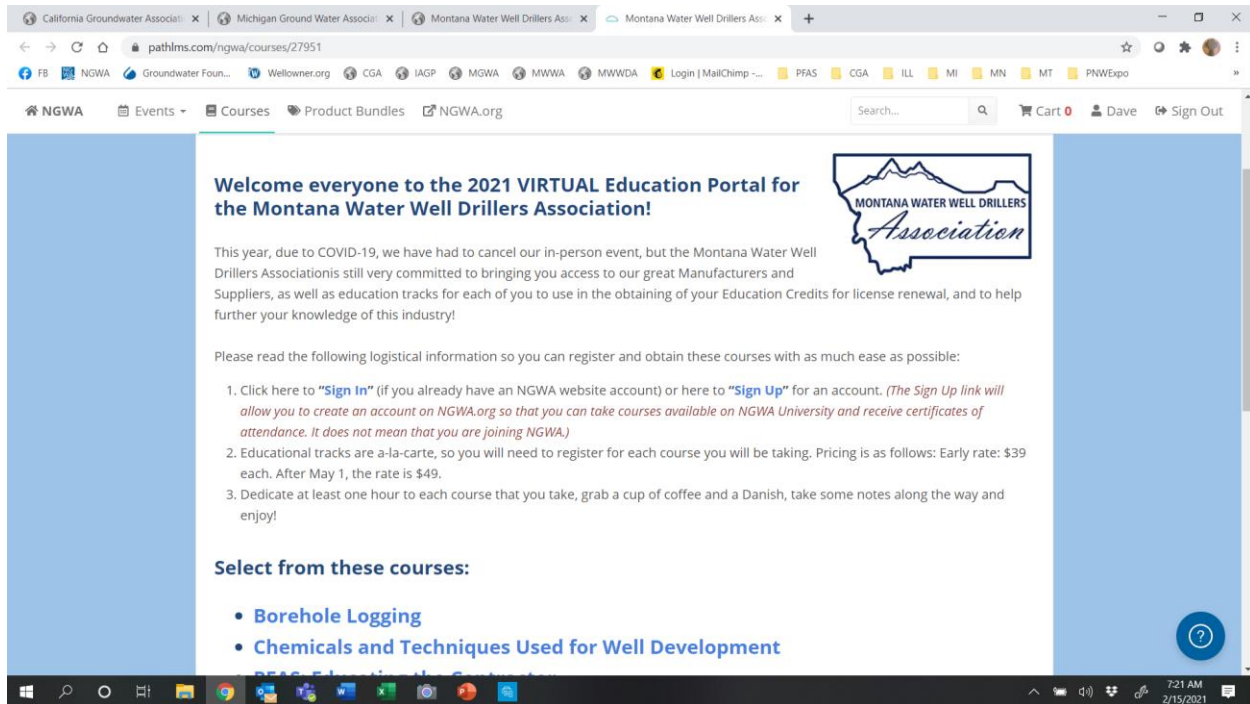 California Groundwater Associati
Michigan Ground Water Associat
Montana Water Well Drillers Asso
Montana Water Well Drillers Asso
pathlms.com/ngwa/courses/27951
FB NGWA Groundwater Foun... Wellowner.org CGA IAGP MGWA MWWA MWWDA Login | MailChimp -... PFAS CGA ILL MI MN MT PNWExpo »
NGWA Events Courses Product Bundles NGWA.org Search... Cart 0 Dave Sign Out
Welcome everyone to the 2021 VIRTUAL Education Portal for
the Montana Water Well Drillers Association!
MONTANA WATER WELL DRILLERS
Association
This year, due to COVID-19, we have had to cancel our in-person event, but the Montana Water Well
Drillers Associationis still very committed to bringing you access to our great Manufacturers and
Suppliers, as well as education tracks for each of you to use in the obtaining of your Education Credits for license renewal, and to help
further your knowledge of this industry!
Please read the following logistical information so you can register and obtain these courses with as much ease as possible:
1. Click here to "Sign In" (if you already have an NGWA website account) or here to "Sign Up" for an account. (The Sign Up link will
allow you to create an account on NGWA.org so that you can take courses available on NGWA University and receive certificates of
attendance. It does not mean that you are joining NGWA.)
2. Educational tracks are a-la-carte, so you will need to register for each course you will be taking. Pricing is as follows: Early rate: $39
each. After May 1, the rate is $49.
3. Dedicate at least one hour to each course that you take, grab a cup of coffee and a Danish, take some notes along the way and
enjoy!
Select from these courses:
• Borehole Logging
• Chemicals and Techniques Used for Well Development
• PFAS: Educating the Contractor
7:21 AM
2/15/2021